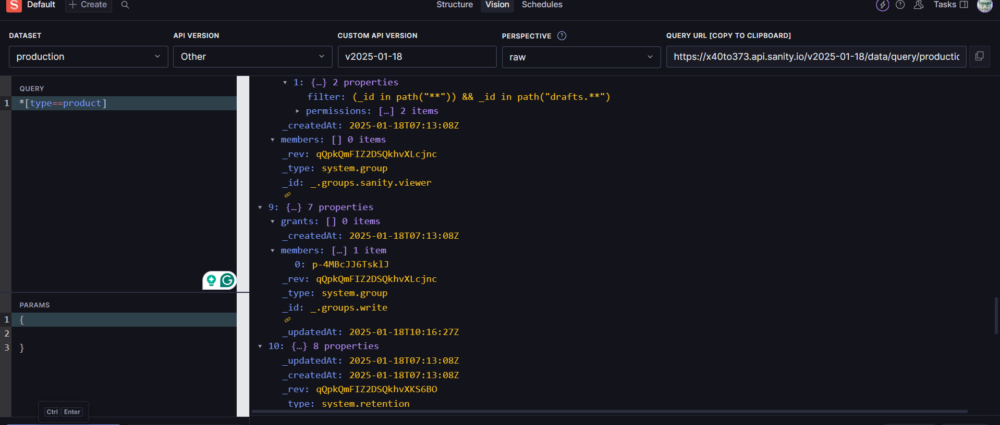 S Default + Create Structure Vision Schedules Tasks
DATASET API VERSION CUSTOM API VERSION PERSPECTIVE ? QUERY URL [COPY TO CLIPBOARD]
production Other v2025-01-18 raw https://x40to373.api.sanity.io/v2025-01-18/data/query/productic
QUERY
1 *[type==product]
PARAMS
1 {
2
3 }
Ctrl Enter
1: {…} 2 properties
filter: (_id in path("**")) && _id in path("drafts.**")
permissions: […] 2 items
_createdAt: 2025-01-18T07:13:08Z
members: [] 0 items
_rev: qQpkQmFIZ2DSQkhvXLcjnc
_type: system.group
_id: _.groups.sanity.viewer
9: {…} 7 properties
grants: [] 0 items
_createdAt: 2025-01-18T07:13:08Z
members: […] 1 item
0: p-4MBcJJ6TsklJ
_rev: qQpkQmFIZ2DSQkhvXLcjnc
_type: system.group
_id: _.groups.write
_updatedAt: 2025-01-18T10:16:27Z
10: {…} 8 properties
_updatedAt: 2025-01-18T07:13:08Z
_createdAt: 2025-01-18T07:13:08Z
_rev: qQpkQmFIZ2DSQkhvXKS6BO
_type: system.retention